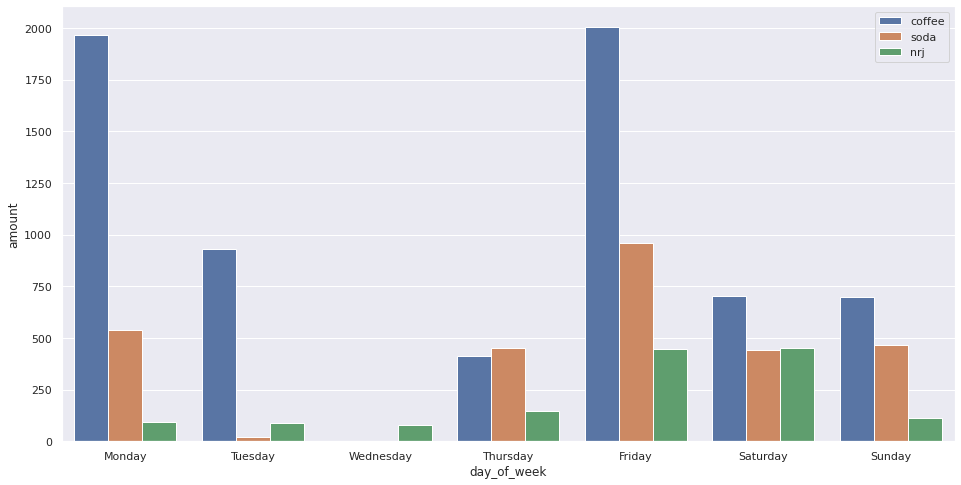 coffee
soda
nrj
2000
1750
1500
1250
1000
750
500
250
0
amount
Monday Tuesday Wednesday Thursday Friday Saturday Sunday
day_of_week